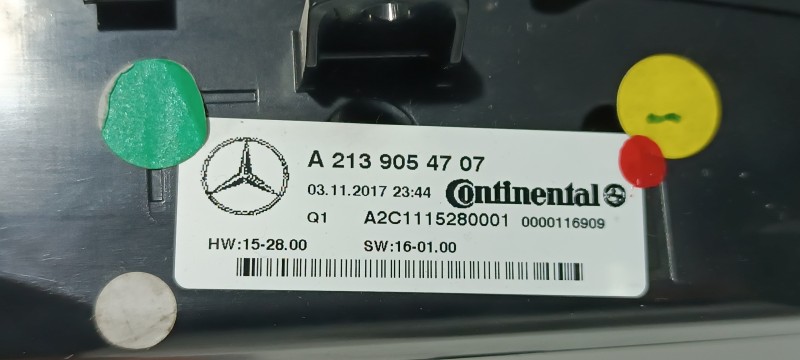 A 213 905 47 07
03.11.2017 23:44 Continental
Q1 A2C1115280001 0000116909
HW:15-28.00 SW:16-01.00